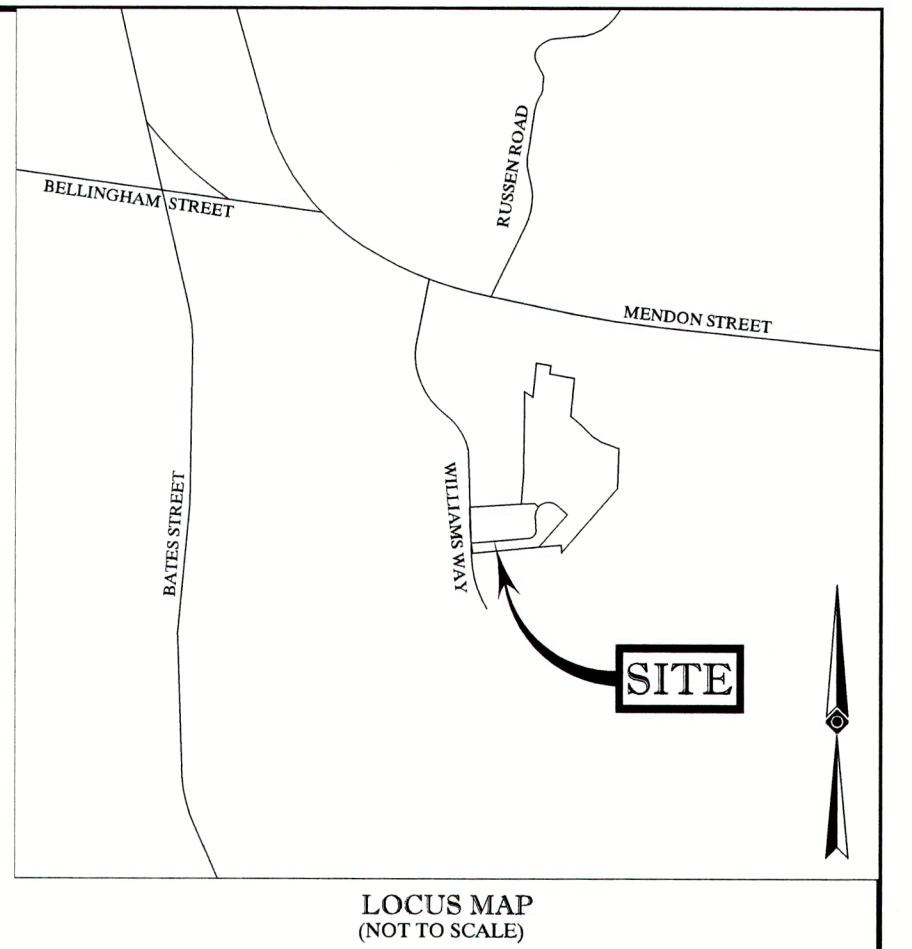 RUSSEN ROAD
BELLINGHAM STREET
MENDON STREET
WILLIAMS WAY
BATES STREET
SITE
LOCUS MAP
(NOT TO SCALE)